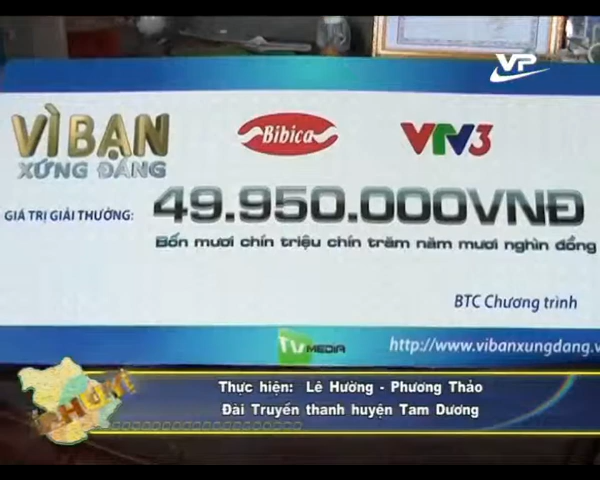 VP
VÌ BẠN
XỨNG ĐÁNG
Bibica
VTV3
GIÁ TRỊ GIẢI THƯỞNG:
49.950.000VNĐ
Bốn mươi chín triệu chín trăm năm mươi nghìn đồng
BTC Chương trình
TV MEDIA
http://www.vibanxungdang.v
Thực hiện: Lê Hường - Phương Thảo
Đài Truyền thanh huyện Tam Dương